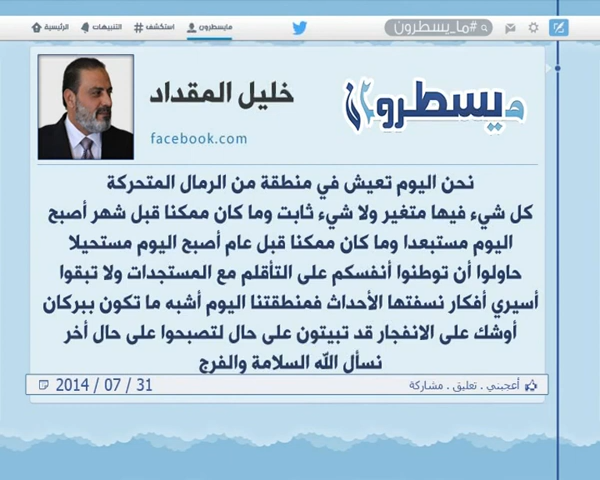 الرئيسية
التنبيهات
# استكشف
مايسطرون
#ما_يسطرون
ما يسطرون
خليل المقداد
facebook.com
نحن اليوم تعيش في منطقة من الرمال المتحركة
كل شيء فيها متغير ولا شيء ثابت وما كان ممكنا قبل شهر أصبح
اليوم مستبعدا وما كان ممكنا قبل عام أصبح اليوم مستحيلا
حاولوا أن توطنوا أنفسكم على التأقلم مع المستجدات ولا تبقوا
أسيري أفكار نسفتها الأحداث فمنطقتنا اليوم أشبه ما تكون ببركان
أوشك على الانفجار قد تبيتون على حال لتصبحوا على حال أخر
نسأل الله السلامة والفرج
أعجبني . تعليق . مشاركة
2014 / 07 / 31